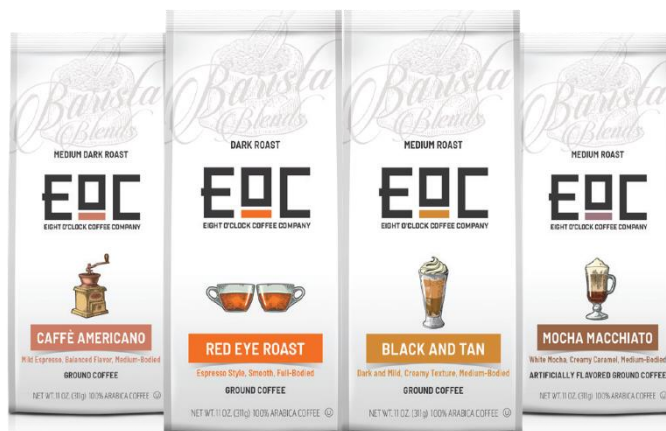 Barista
Blends
MEDIUM DARK ROAST
EOC
EIGHT O'CLOCK COFFEE COMPANY
CAFFÈ AMERICANO
Mild Espresso, Balanced Flavor, Medium-Bodied
GROUND COFFEE
NET WT. 11 OZ. (311g) 100% ARABICA COFFEE
Barista
Blends
DARK ROAST
EOC
EIGHT O'CLOCK COFFEE COMPANY
RED EYE ROAST
Espresso Style, Smooth, Full-Bodied
GROUND COFFEE
NET WT. 11 OZ. (311g) 100% ARABICA COFFEE
Barista
Blends
MEDIUM ROAST
EOC
EIGHT O'CLOCK COFFEE COMPANY
BLACK AND TAN
Dark and Mild, Creamy Texture, Medium-Bodied
GROUND COFFEE
NET WT. 11 OZ. (311g) 100% ARABICA COFFEE
Barista
Blends
MEDIUM ROAST
EOC
EIGHT O'CLOCK COFFEE COMPANY
MOCHA MACCHIATO
White Mocha, Creamy Caramel, Medium-Bodied
ARTIFICIALLY FLAVORED GROUND COFFEE
NET WT. 11 OZ. (311g) 100% ARABICA COFFEE